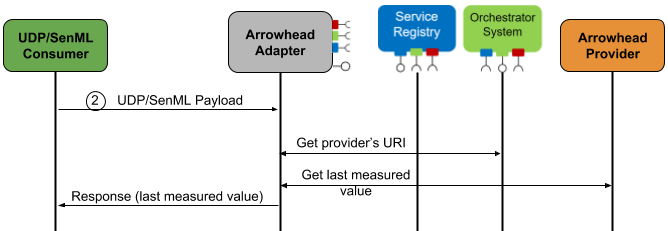 UDP/SenML
Consumer
Arrowhead
Adapter
Service
Registry
Orchestrator
System
Arrowhead
Provider
2 UDP/SenML Payload
Get provider's URI
Get last measured
value
Response (last measured value)